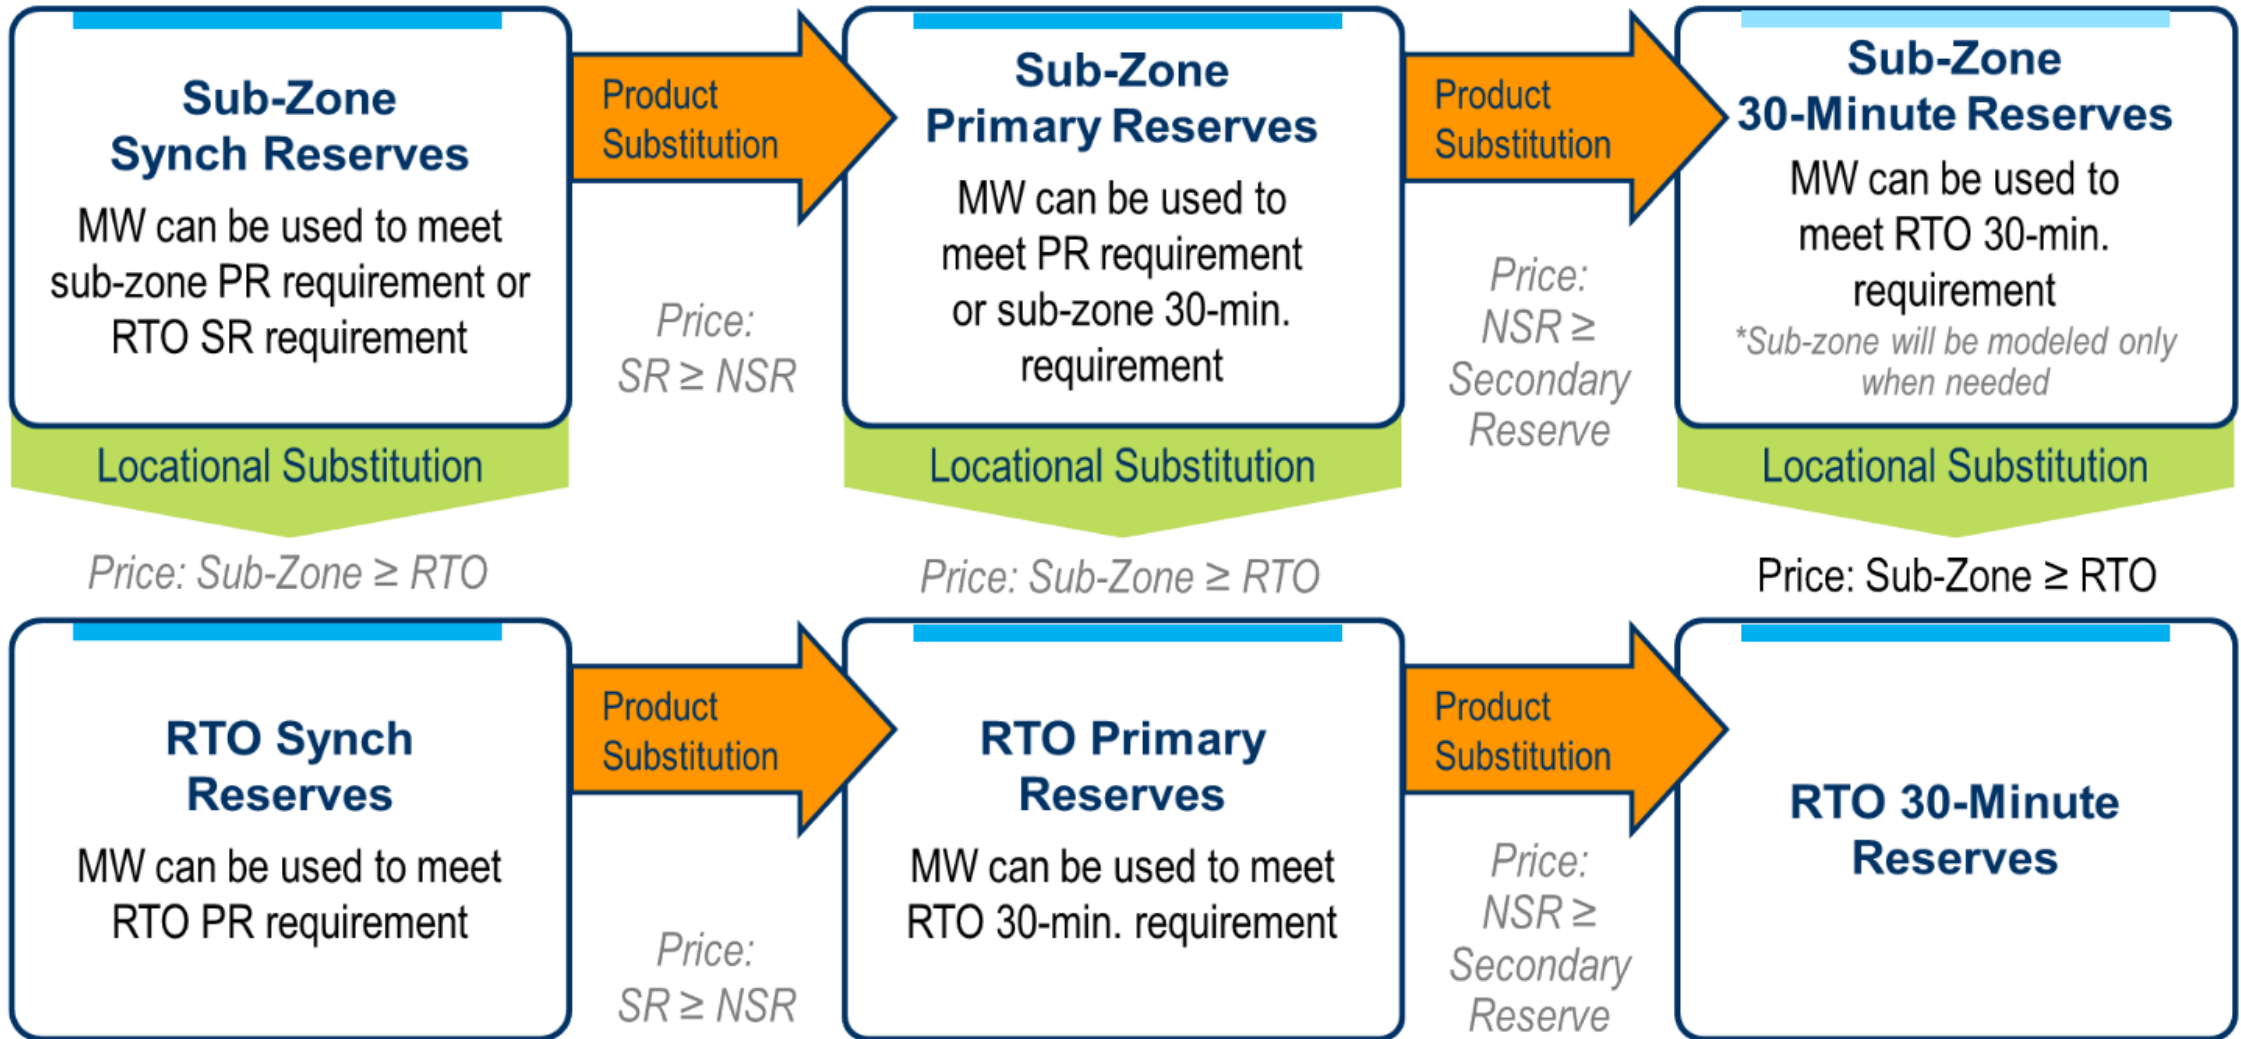 Sub-Zone
Synch Reserves
MW can be used to meet
sub-zone PR requirement or
RTO SR requirement
Product
Substitution
Price:
SR ≥ NSR
Sub-Zone
Primary Reserves
MW can be used to
meet PR requirement
or sub-zone 30-min.
requirement
Product
Substitution
Price:
NSR ≥
Secondary
Reserve
Sub-Zone
30-Minute Reserves
MW can be used to
meet RTO 30-min.
requirement
*Sub-zone will be modeled only
when needed
Locational Substitution
Locational Substitution
Locational Substitution
Price: Sub-Zone ≥ RTO
Price: Sub-Zone ≥ RTO
Price: Sub-Zone ≥ RTO
RTO Synch
Reserves
MW can be used to meet
RTO PR requirement
Product
Substitution
Price:
SR ≥ NSR
RTO Primary
Reserves
MW can be used to meet
RTO 30-min. requirement
Product
Substitution
Price:
NSR ≥
Secondary
Reserve
RTO 30-Minute
Reserves